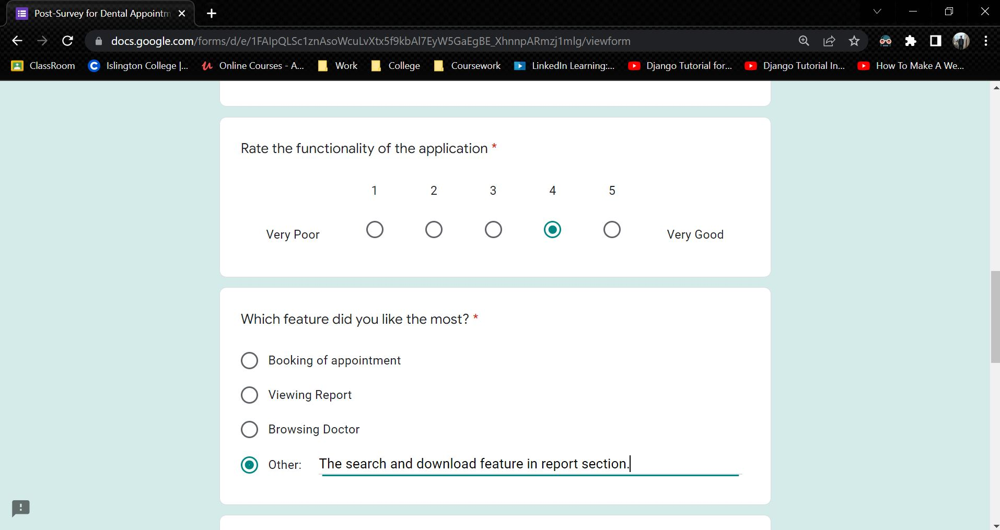 Post-Survey for Dental Appointm
docs.google.com/forms/d/e/1FAIpQLSc1znAsoWcuLvXtx5f9kbAl7EyW5GaEgBE_XhnnpARmzj1mlg/viewform
ClassRoom Islington College |... Online Courses - A... Work College Coursework LinkedIn Learning:... Django Tutorial for... Django Tutorial In... How To Make A We...
Rate the functionality of the application *
1 2 3 4 5
Very Poor Very Good
Which feature did you like the most? *
Booking of appointment
Viewing Report
Browsing Doctor
Other: The search and download feature in report section.